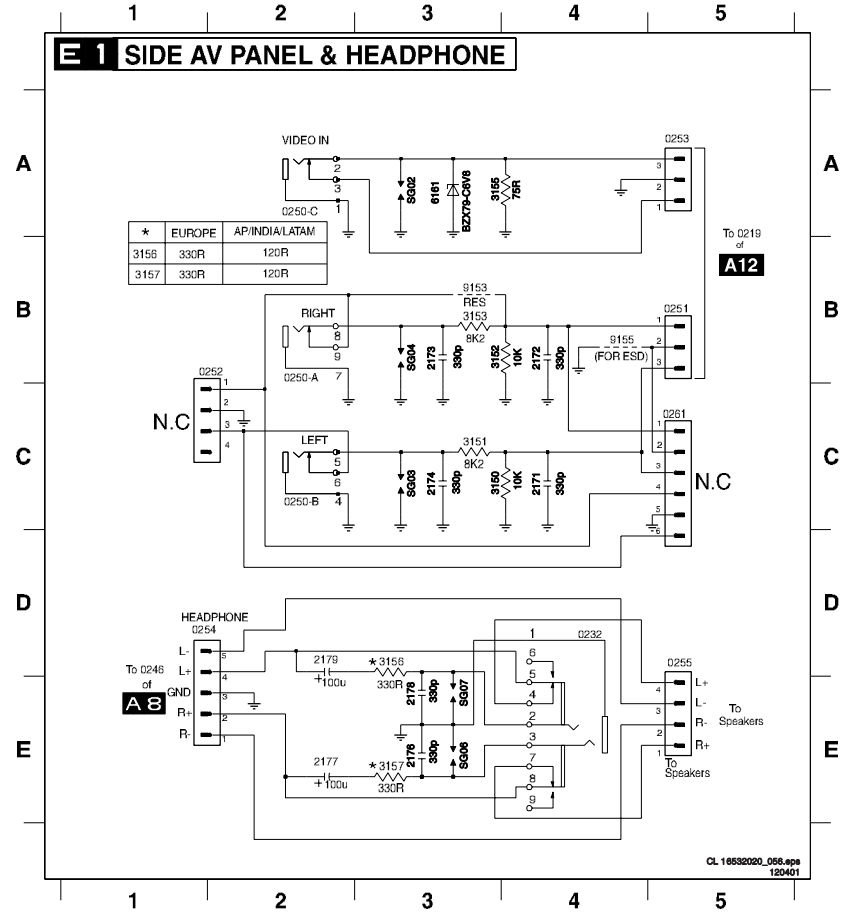 1 2 3 4 5
E 1 SIDE AV PANEL & HEADPHONE
A A
VIDEO IN
2
3
1
0250-C
SG02
6161
BZX79-C6V8
3155
75R
0253
3
2
1
To 0219
of
A12
* EUROPE AP/INDIA/LATAM
3156 330R 120R
3157 330R 120R
B B
RIGHT
8
9
7
0250-A
SG04
2173
330p
9153
RES
3153
8K2
3152
10K
2172
330p
9155
(FOR ESD)
0251
1
2
3
C C
0252
1
2
3
4
N.C
LEFT
5
6
4
0250-B
SG03
2174
330p
3151
8K2
3150
10K
2171
330p
0261
1
2
3
4
5
6
N.C
D D
HEADPHONE
0254
L- 5
L+ 4
GND 3
R+ 2
R- 1
To 0246
of
A 8
2179
+100u
* 3156
330R
2178
330p
SG07
2177
+100u
* 3157
330R
2176
330p
SG06
1
0232
6
5
4
2
3
7
8
9
0255
4 L+
3 L-
2 R-
1 R+
To
Speakers
To
Speakers
E E
CL 16532020_056.eps
120401
1 2 3 4 5